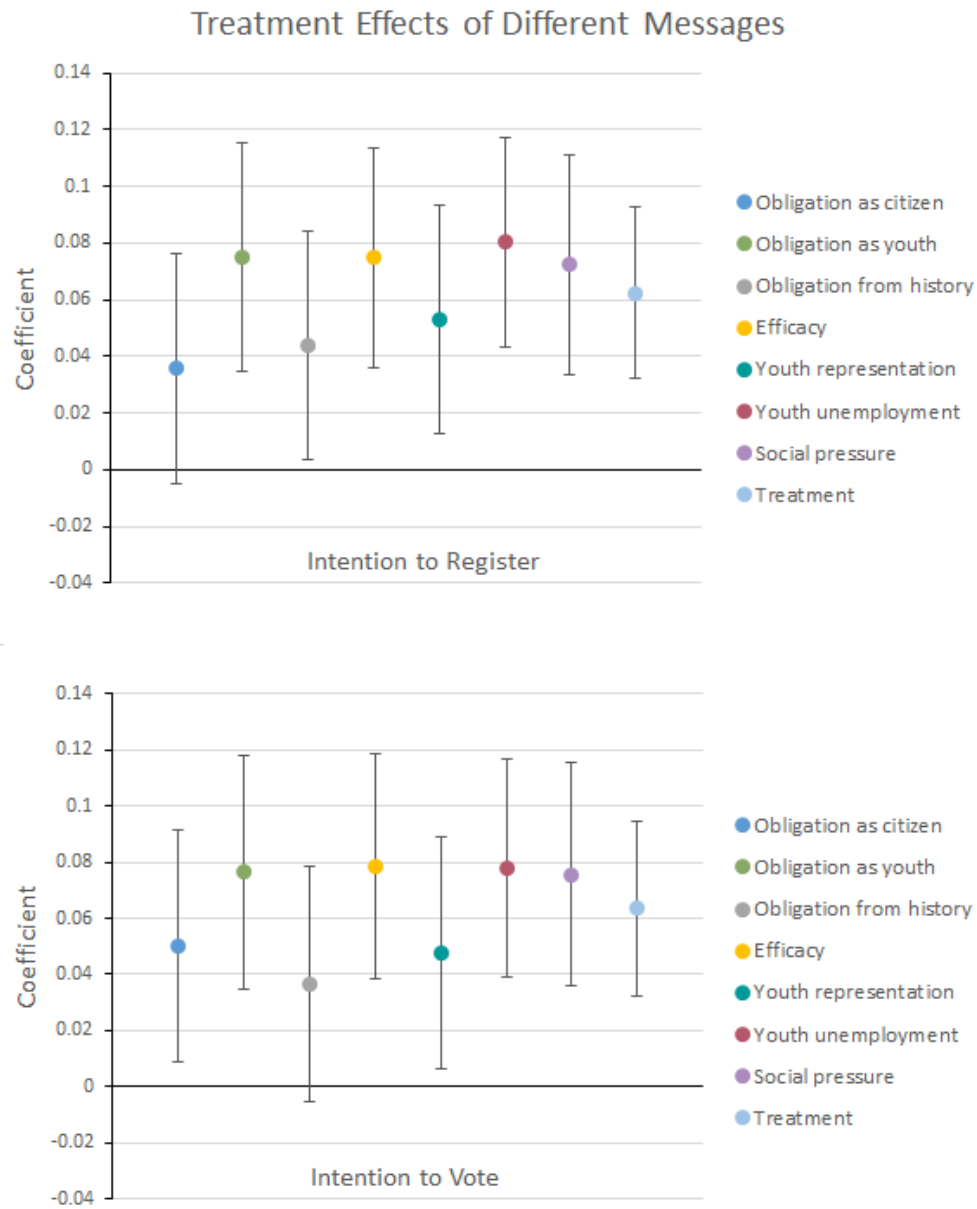 Treatment Effects of Different Messages
0.14
0.12
0.1
0.08
0.06
0.04
0.02
0
-0.02
-0.04
Coefficient
Intention to Register
Obligation as citizen
Obligation as youth
Obligation from history
Efficacy
Youth representation
Youth unemployment
Social pressure
Treatment
0.14
0.12
0.1
0.08
0.06
0.04
0.02
0
-0.02
-0.04
Coefficient
Intention to Vote
Obligation as citizen
Obligation as youth
Obligation from history
Efficacy
Youth representation
Youth unemployment
Social pressure
Treatment